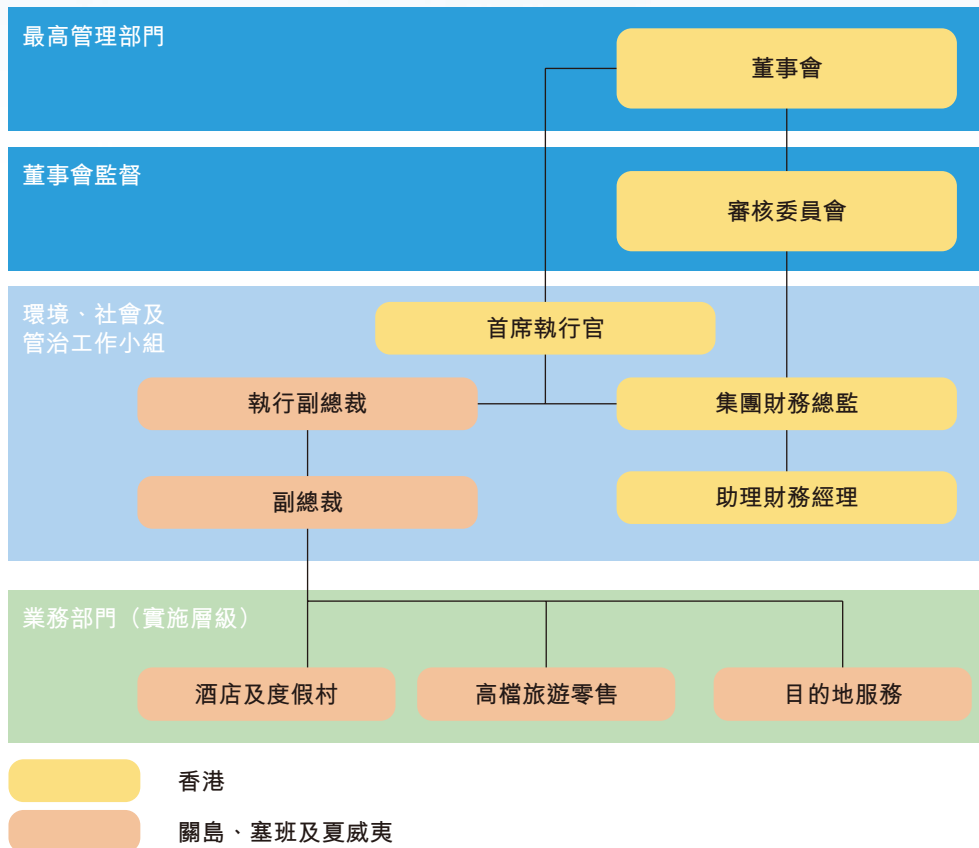 最高管理部門
董事會
董事會監督
審核委員會
環境、社會及
管治工作小組
首席執行官
執行副總裁
集團財務總監
副總裁
助理財務經理
業務部門（實施層級）
酒店及度假村
高檔旅遊零售
目的地服務
香港
關島、塞班及夏威夷